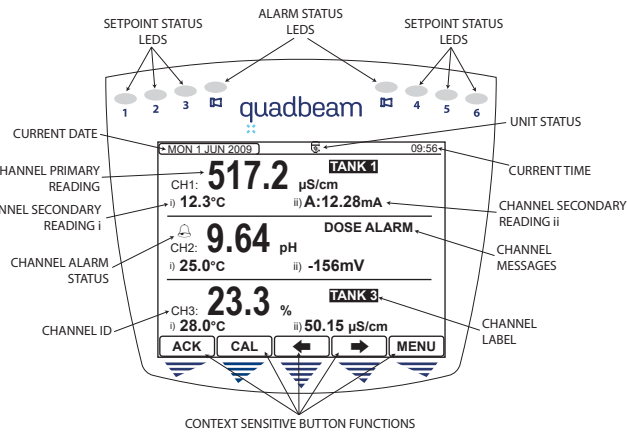 SETPOINT STATUS
LEDS
ALARM STATUS
LEDS
SETPOINT STATUS
LEDS
1 2 3 4 5 6
quadbeam
CURRENT DATE
UNIT STATUS
MON 1 JUN 2009 09:56
CURRENT TIME
HANNEL PRIMARY
READING
TANK 1
CH1: 517.2 µS/cm
NNEL SECONDARY
READING i
i) 12.3°C ii) A:12.28mA
CHANNEL SECONDARY
READING ii
DOSE ALARM
CH2: 9.64 pH
CHANNEL
MESSAGES
CHANNEL ALARM
STATUS
i) 25.0°C ii) -156mV
TANK 3
CH3: 23.3 %
CHANNEL ID
CHANNEL
LABEL
i) 28.0°C ii) 50.15 µS/cm
ACK CAL MENU
CONTEXT SENSITIVE BUTTON FUNCTIONS